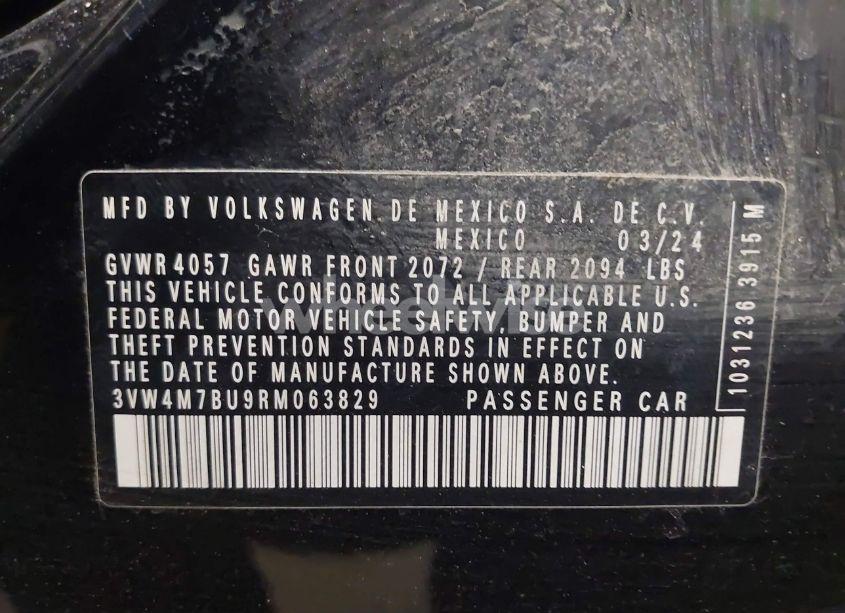 MFD BY VOLKSWAGEN DE MEXICO S.A. DE C.V.
MEXICO 03/24
GVWR 4057 GAWR FRONT 2072 / REAR 2094 LBS
THIS VEHICLE CONFORMS TO ALL APPLICABLE U.S.
FEDERAL MOTOR VEHICLE SAFETY, BUMPER AND
THEFT PREVENTION STANDARDS IN EFFECT ON
THE DATE OF MANUFACTURE SHOWN ABOVE.
3VW4M7BU9RM063829 PASSENGER CAR
1031236 3915 M